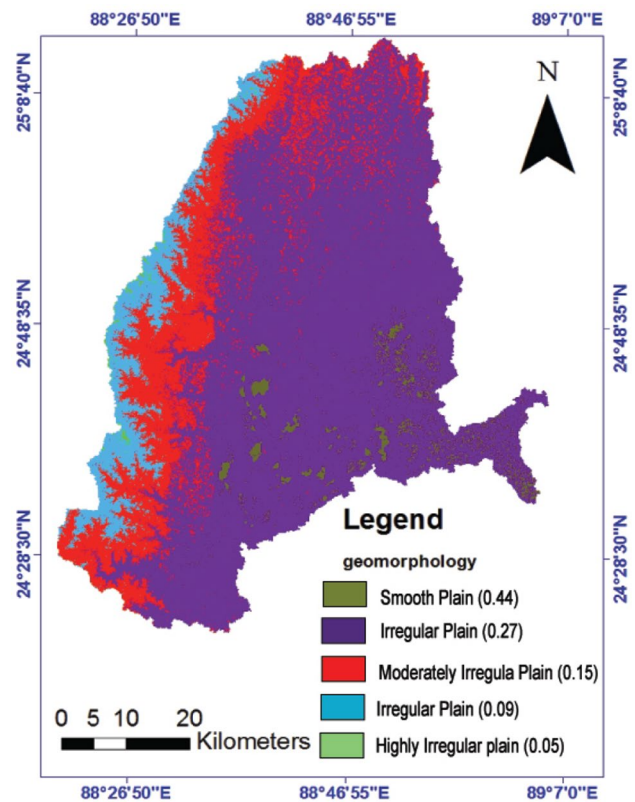 88°26'50"E 88°46'55"E 89°7'0"E
25°8'40"N
25°8'40"N
N
24°48'35"N
24°48'35"N
24°28'30"N
24°28'30"N
Legend
geomorphology
Smooth Plain (0.44)
Irregular Plain (0.27)
Moderately Irregula Plain (0.15)
Irregular Plain (0.09)
Highly Irregular plain (0.05)
0 5 10 20
Kilometers
88°26'50"E 88°46'55"E 89°7'0"E